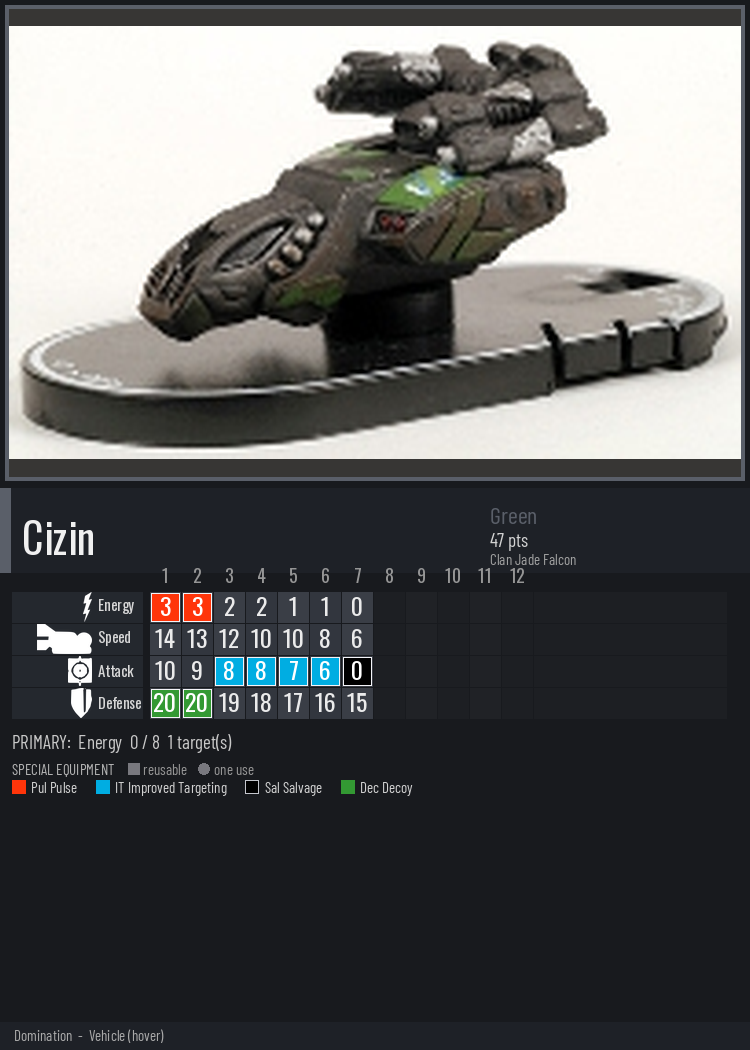 Cizin
Green
47 pts
Clan Jade Falcon
1 2 3 4 5 6 7 8 9 10 11 12
Energy 3 3 2 2 1 1 0
Speed 14 13 12 10 10 8 6
Attack 10 9 8 8 7 6 0
Defense 20 20 19 18 17 16 15
PRIMARY: Energy 0 / 8 1 target(s)
SPECIAL EQUIPMENT reusable one use
Pul Pulse IT Improved Targeting Sal Salvage Dec Decoy
Domination - Vehicle (hover)